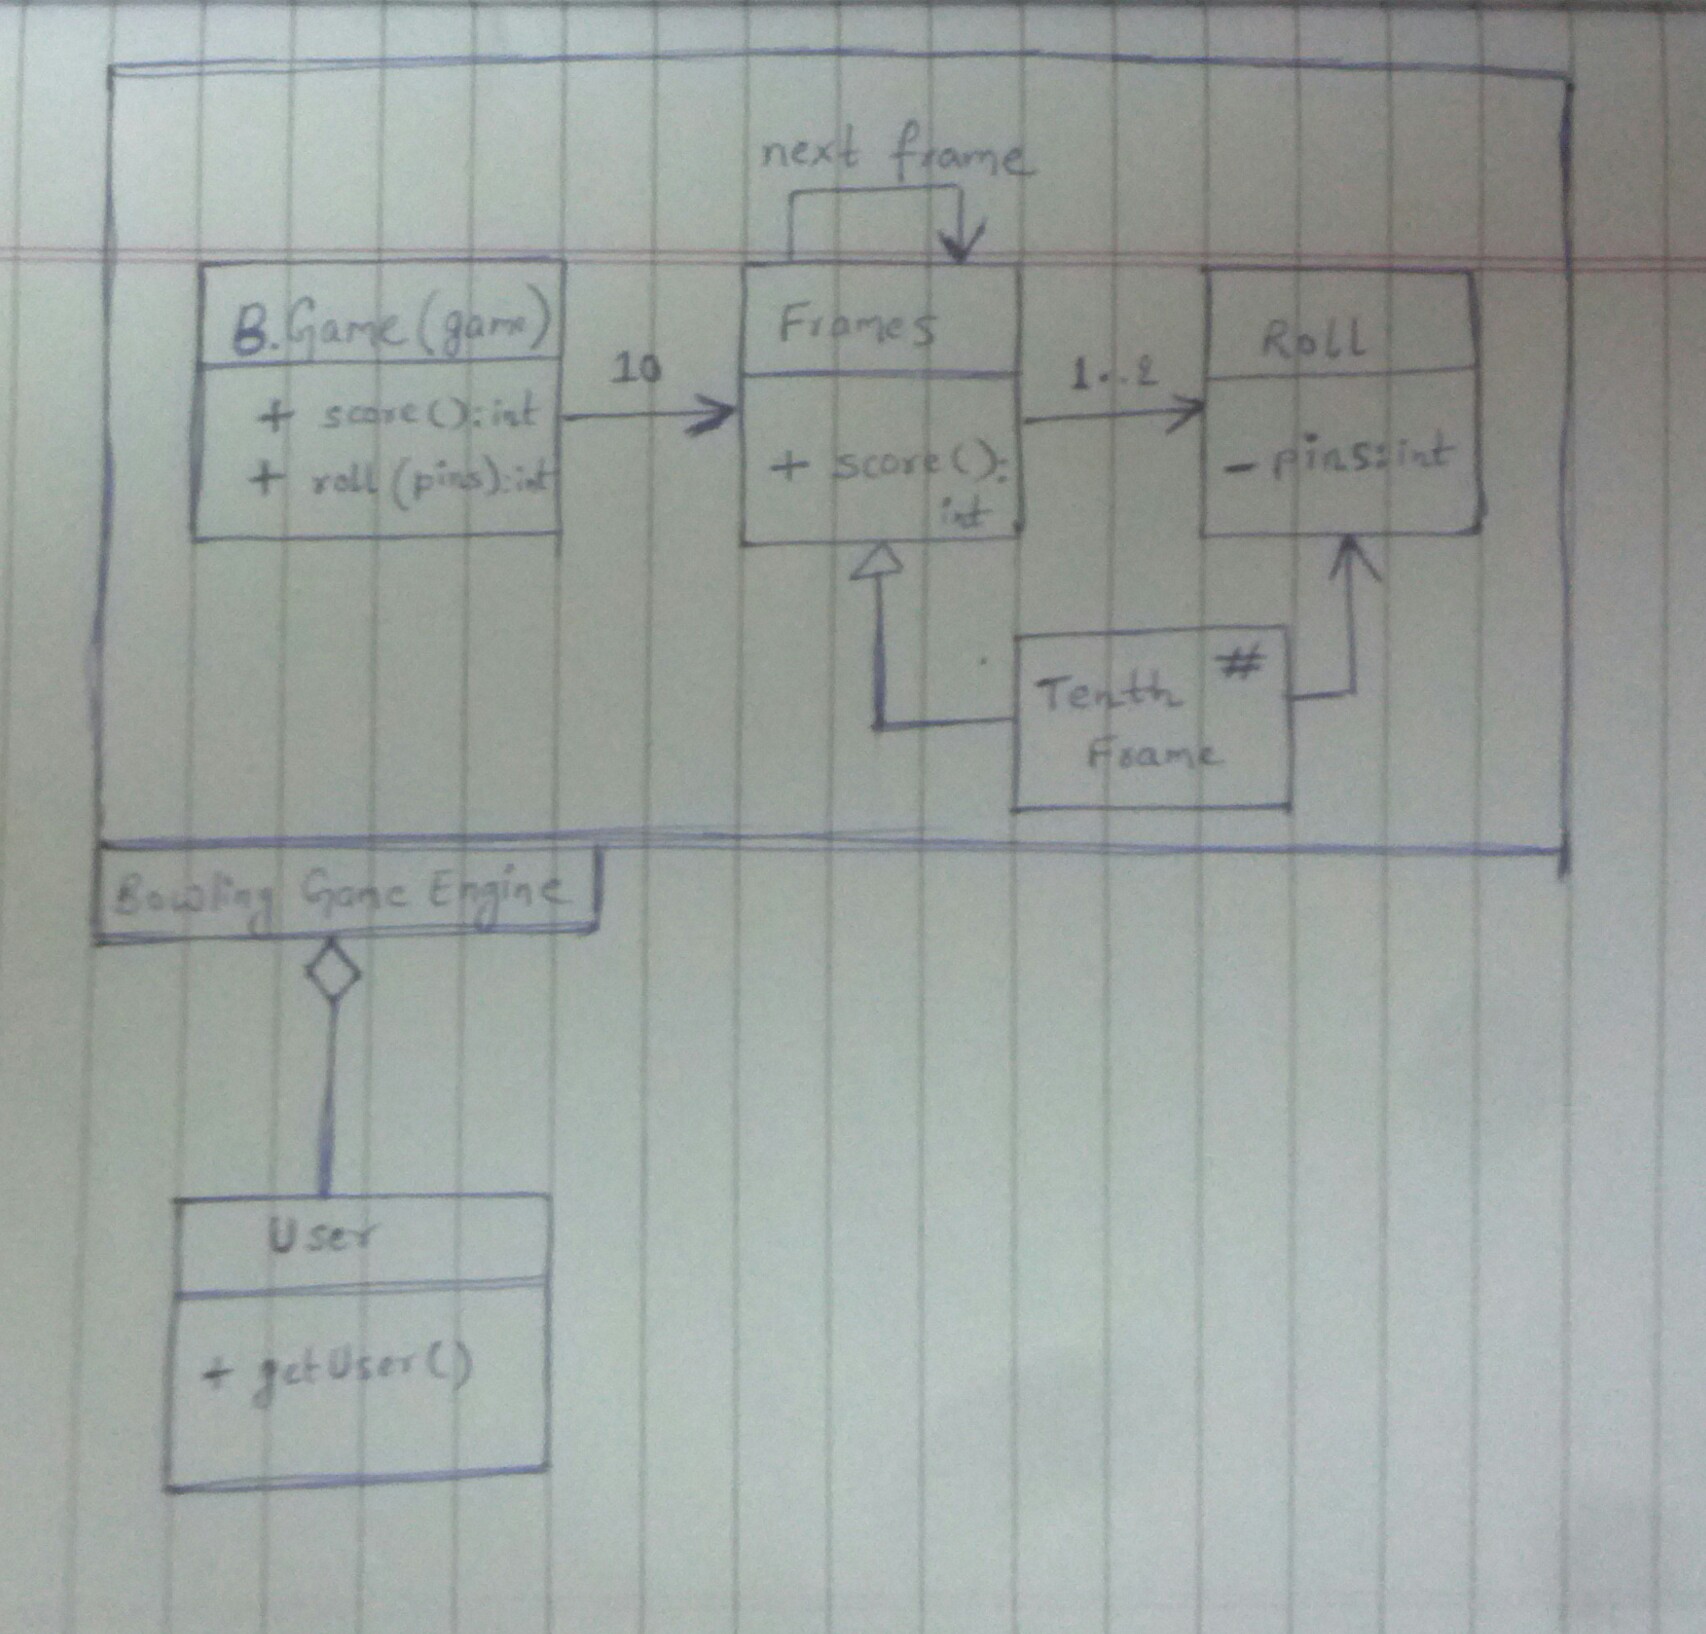 next frame
B.Game(game)
+ score():int
+ roll(pins):int
10
Frames
+ score():
int
1..2
Roll
- pins:int
Tenth #
Frame
Bowling Game Engine
User
+ getUser()